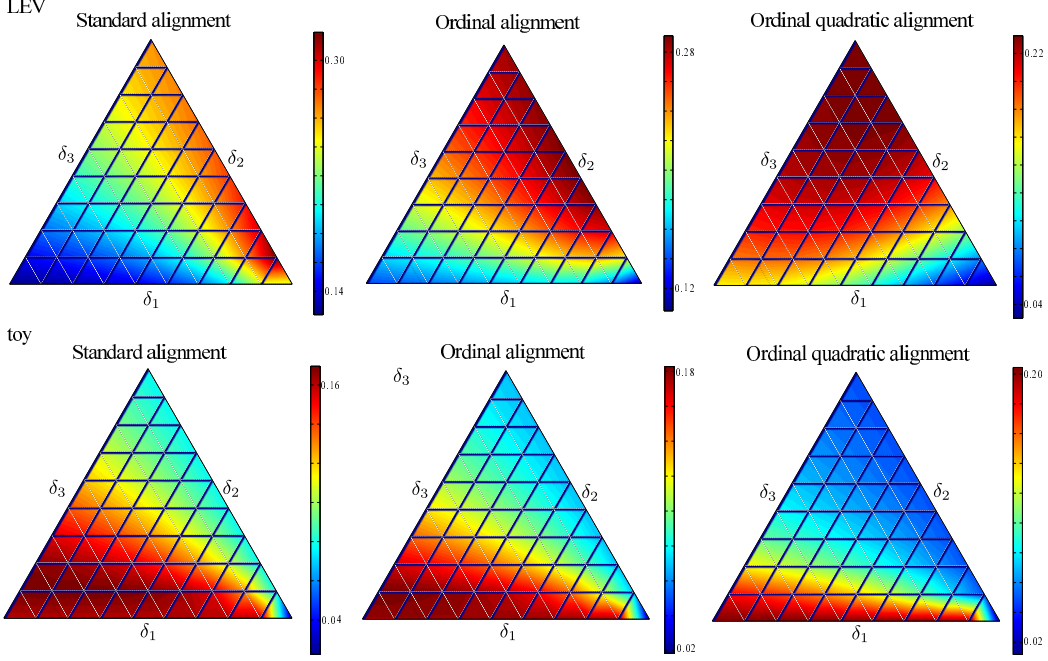 LEV
Standard alignment
Ordinal alignment
Ordinal quadratic alignment
0.30
0.28
0.22
δ3
δ2
δ3
δ2
δ3
δ2
0.14
0.12
0.04
δ1
δ1
δ1
toy
Standard alignment
Ordinal alignment
Ordinal quadratic alignment
δ3
0.16
0.18
0.20
δ3
δ2
δ3
δ2
δ3
δ2
0.04
0.02
0.02
δ1
δ1
δ1